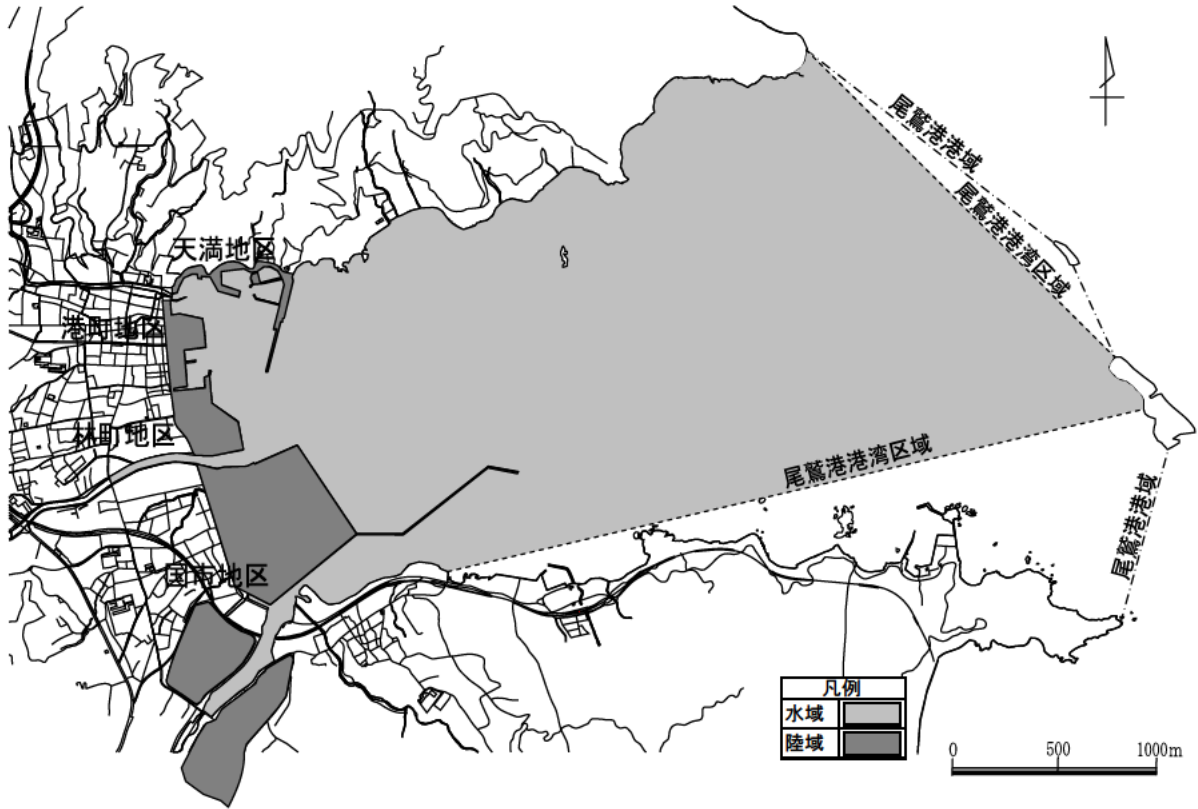 尾鷲港港域
尾鷲港港湾区域
天満地区
港町地区
林町地区
尾鷲港港湾区域
尾鷲港港域
国市地区
凡例
水域
陸域
0 500 1000m